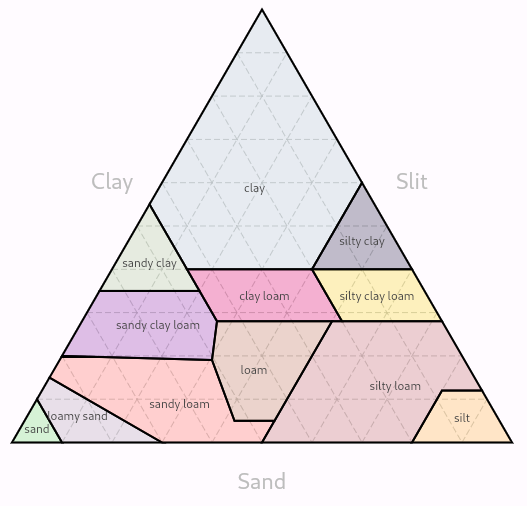 Clay
Slit
clay
silty clay
sandy clay
clay loam
silty clay loam
sandy clay loam
loam
silty loam
sandy loam
loamy sand
silt
sand
Sand